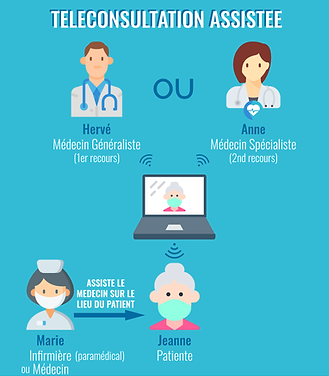 TELECONSULTATION ASSISTEE
OU
Hervé
Médecin Généraliste
(1er recours)
Anne
Médecin Spécialiste
(2nd recours)
ASSISTE LE
MEDECIN SUR LE
LIEU DU PATIENT
Marie
Infirmière (paramédical)
ou Médecin
Jeanne
Patiente